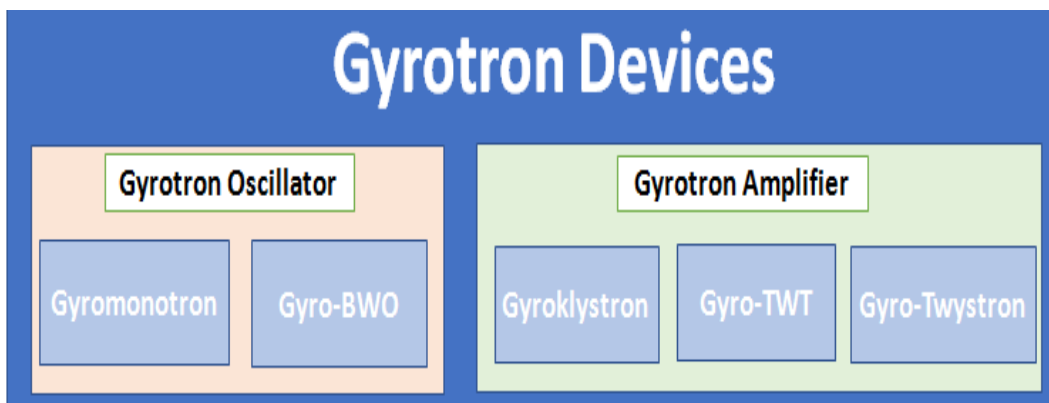 Gyrotron Devices
Gyrotron Oscillator
Gyromonotron
Gyro-BWO
Gyrotron Amplifier
Gyroklystron
Gyro-TWT
Gyro-Twystron